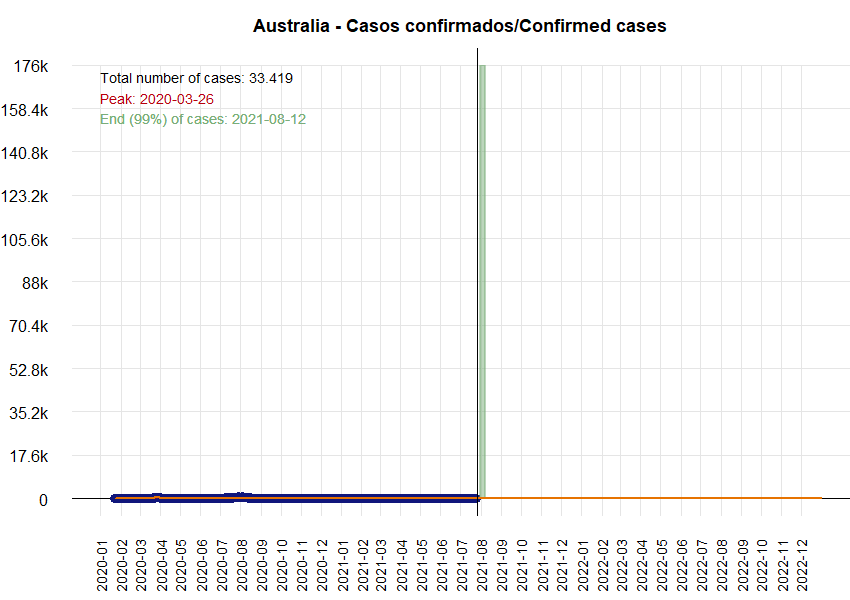 Australia - Casos confirmados/Confirmed cases
Total number of cases: 33.419
Peak: 2020-03-26
End (99%) of cases: 2021-08-12
176k
158.4k
140.8k
123.2k
105.6k
88k
70.4k
52.8k
35.2k
17.6k
0
2020-01
2020-02
2020-03
2020-04
2020-05
2020-06
2020-07
2020-08
2020-09
2020-10
2020-11
2020-12
2021-01
2021-02
2021-03
2021-04
2021-05
2021-06
2021-07
2021-08
2021-09
2021-10
2021-11
2021-12
2022-01
2022-02
2022-03
2022-04
2022-05
2022-06
2022-07
2022-08
2022-09
2022-10
2022-11
2022-12